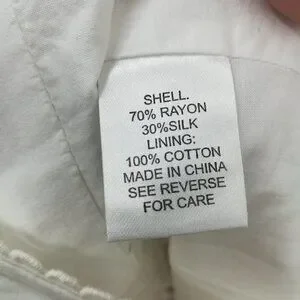 SHELL.
70% RAYON
30%SILK
LINING;
100% COTTON
MADE IN CHINA
SEE REVERSE
FOR CARE